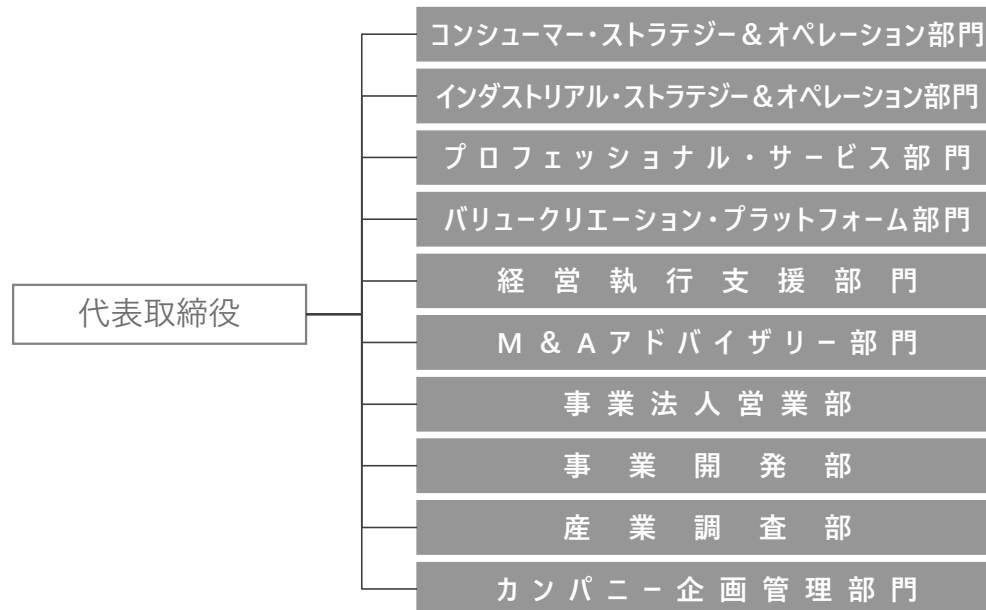 コンシューマー・ストラテジー&オペレーション部門
インダストリアル・ストラテジー&オペレーション部門
プロフェッショナル・サービス部門
バリュークリエーション・プラットフォーム部門
経営執行支援部門
代表取締役
M&Aアドバイザリー部門
事業法人営業部
事業開発部
産業調査部
カンパニー企画管理部門